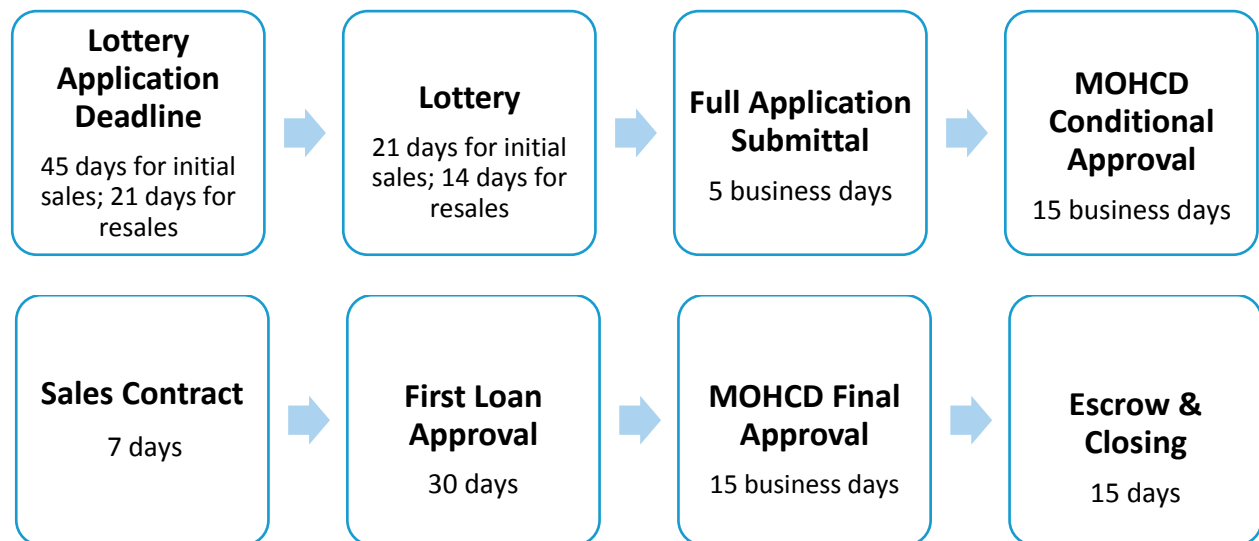 Lottery
Application
Deadline
45 days for initial
sales; 21 days for
resales
Lottery
21 days for initial
sales; 14 days for
resales
Full Application
Submittal
5 business days
MOHCD
Conditional
Approval
15 business days
Sales Contract
7 days
First Loan
Approval
30 days
MOHCD Final
Approval
15 business days
Escrow &
Closing
15 days